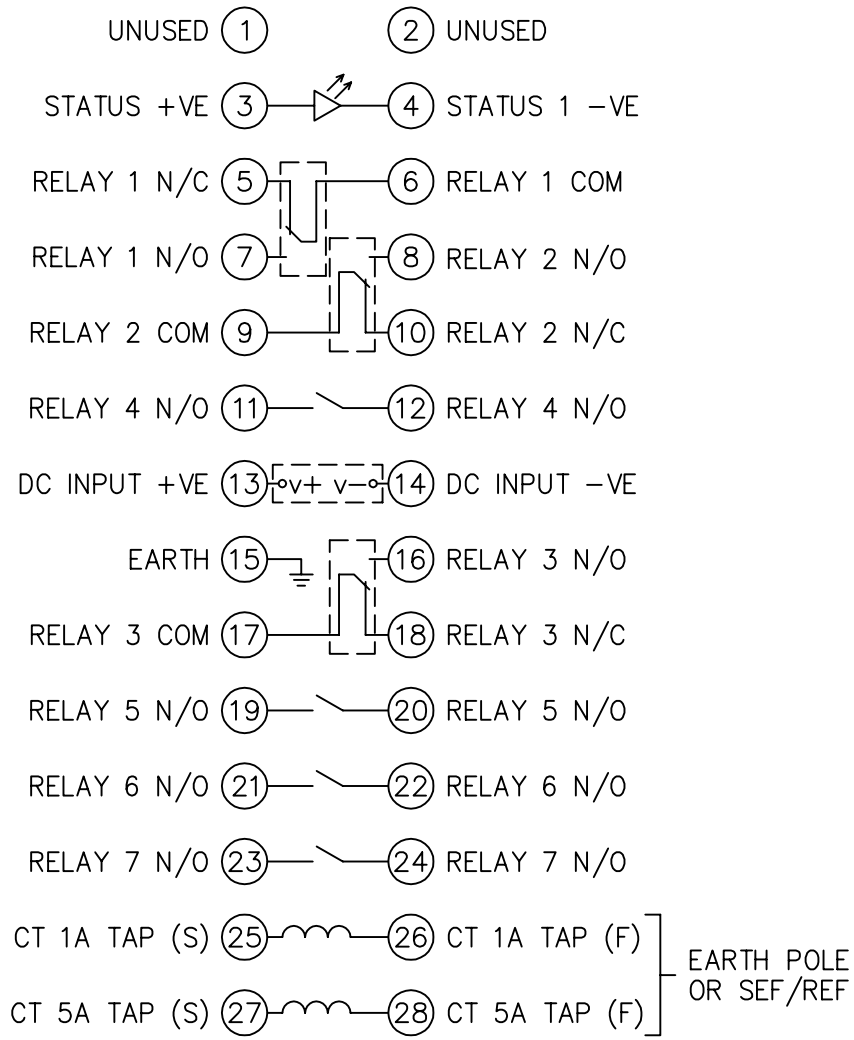 UNUSED 1 2 UNUSED
STATUS +VE 3 4 STATUS 1 –VE
RELAY 1 N/C 5 6 RELAY 1 COM
RELAY 1 N/O 7 8 RELAY 2 N/O
RELAY 2 COM 9 10 RELAY 2 N/C
RELAY 4 N/O 11 12 RELAY 4 N/O
DC INPUT +VE 13 V+ V– 14 DC INPUT –VE
EARTH 15 16 RELAY 3 N/O
RELAY 3 COM 17 18 RELAY 3 N/C
RELAY 5 N/O 19 20 RELAY 5 N/O
RELAY 6 N/O 21 22 RELAY 6 N/O
RELAY 7 N/O 23 24 RELAY 7 N/O
CT 1A TAP (S) 25 26 CT 1A TAP (F)
EARTH POLE
OR SEF/REF
CT 5A TAP (S) 27 28 CT 5A TAP (F)